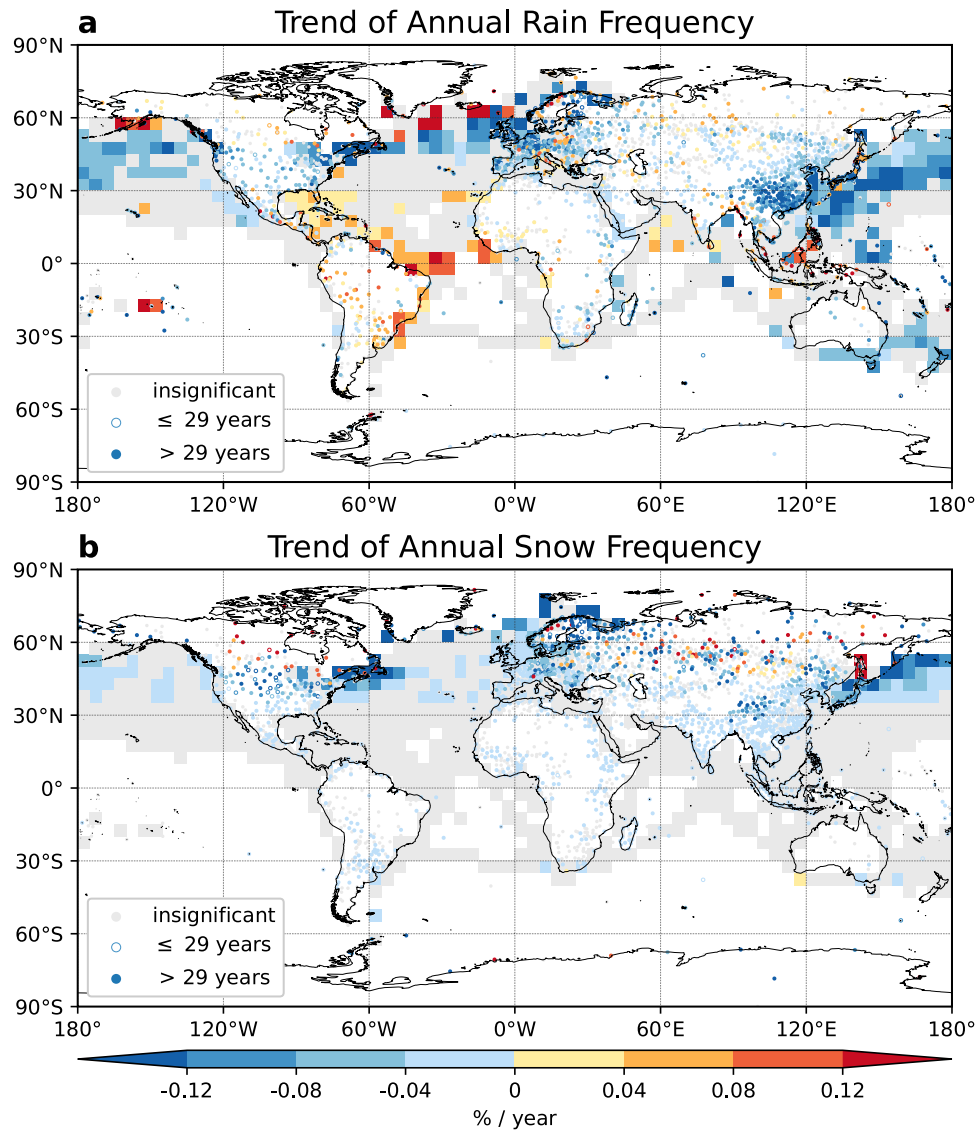 a Trend of Annual Rain Frequency
90°N
60°N
30°N
0°
30°S
60°S
90°S
insignificant
≤ 29 years
> 29 years
180° 120°W 60°W 0°W 60°E 120°E 180°
b Trend of Annual Snow Frequency
90°N
60°N
30°N
0°
30°S
60°S
90°S
insignificant
≤ 29 years
> 29 years
180° 120°W 60°W 0°W 60°E 120°E 180°
-0.12 -0.08 -0.04 0 0.04 0.08 0.12
% / year